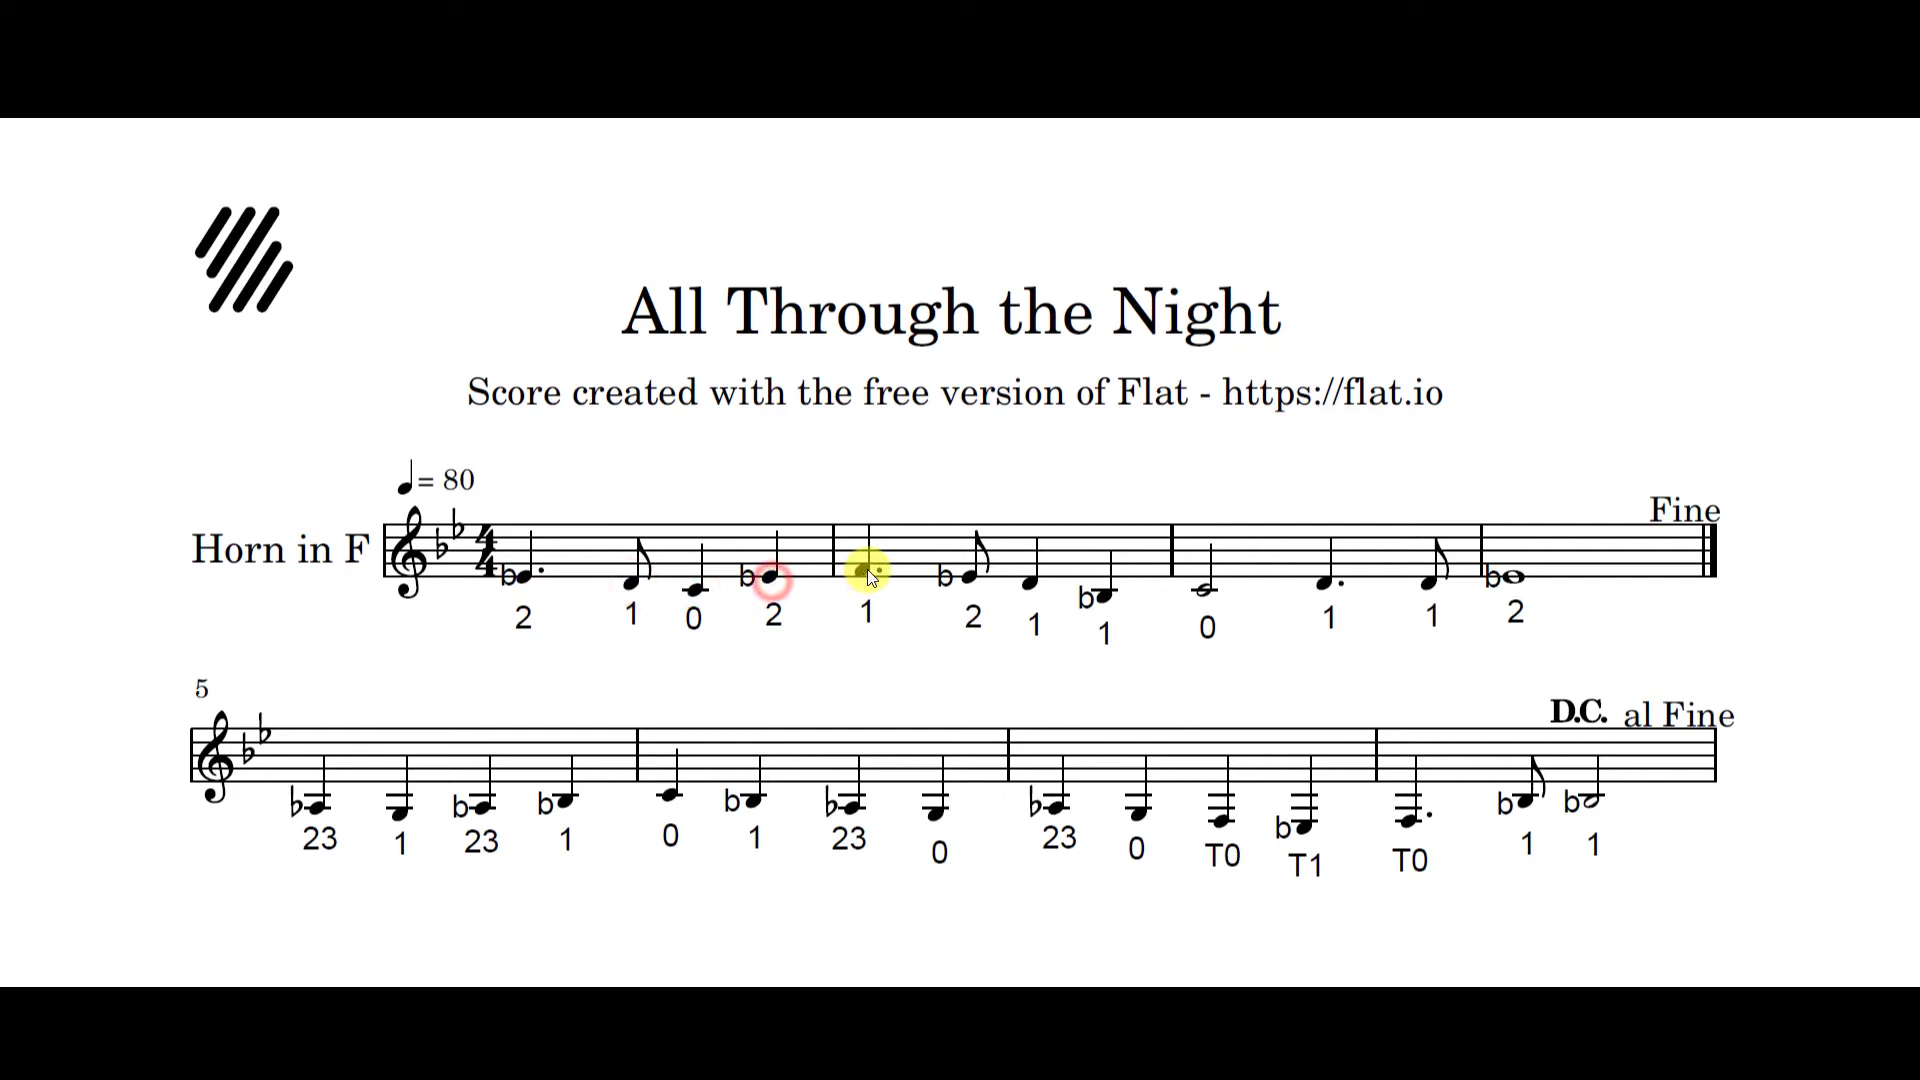 All Through the Night
Score created with the free version of Flat - https://flat.io
= 80
Fine
Horn in F
4
4
2 1 0 2 1 2 1 1 0 1 1 2
5
D.C. al Fine
23 1 23 1 0 1 23 0 23 0 T0 T1 T0 1 1